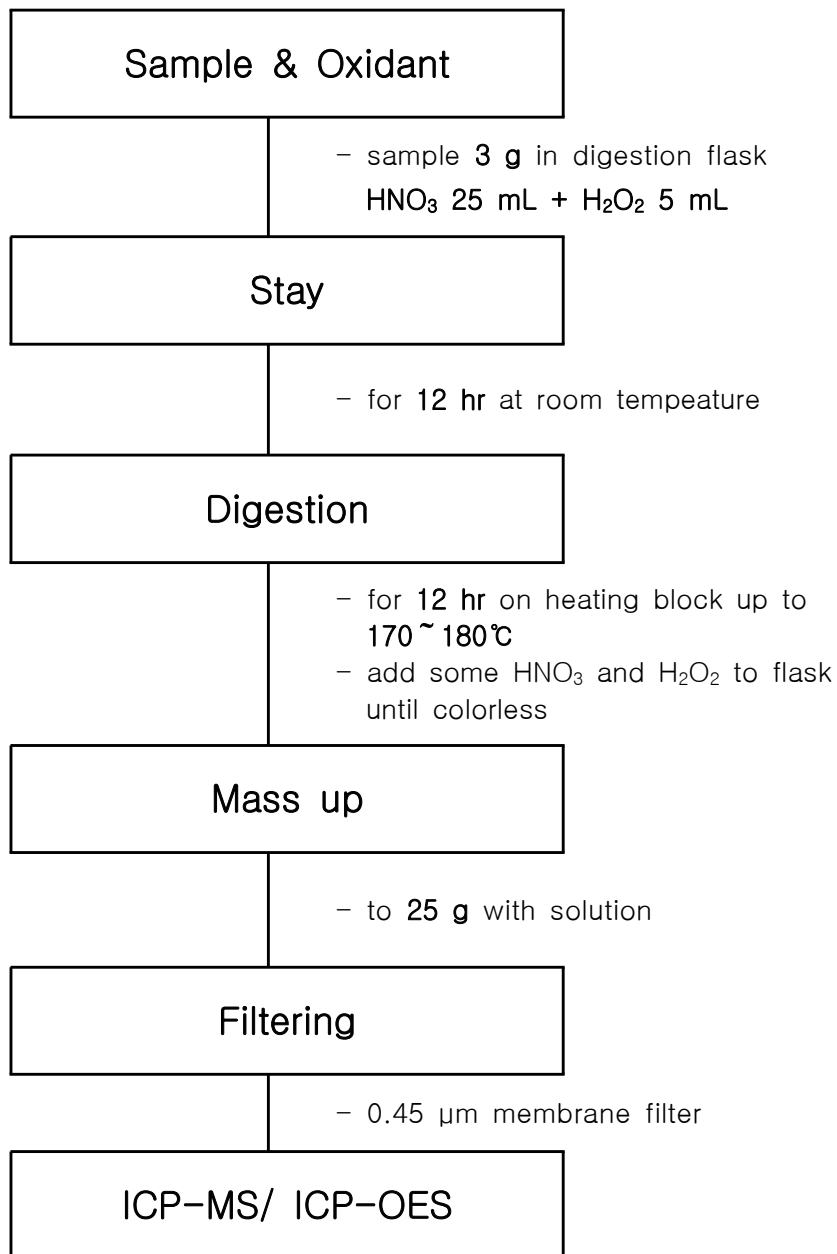 Sample & Oxidant
- sample 3 g in digestion flask
HNO₃ 25 mL + H₂O₂ 5 mL
Stay
- for 12 hr at room tempeature
Digestion
- for 12 hr on heating block up to
170~180℃
- add some HNO₃ and H₂O₂ to flask
until colorless
Mass up
- to 25 g with solution
Filtering
- 0.45 μm membrane filter
ICP-MS/ ICP-OES